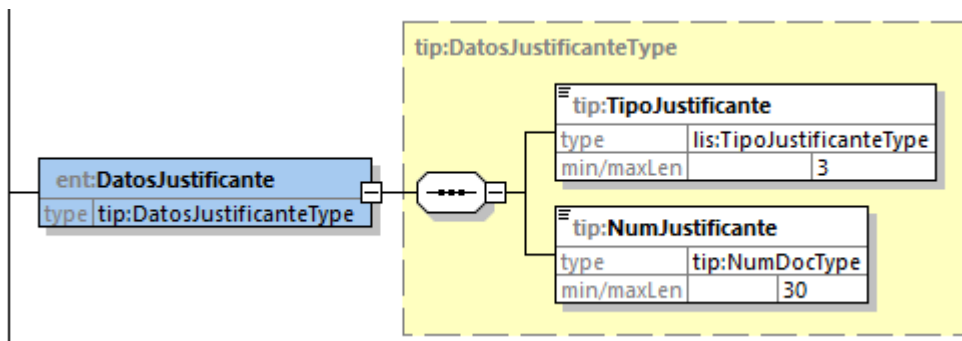 tip:DatosJustificanteType
tip:TipoJustificante
type lis:TipoJustificanteType
min/maxLen 3
ent:DatosJustificante
type tip:DatosJustificanteType
tip:NumJustificante
type tip:NumDocType
min/maxLen 30